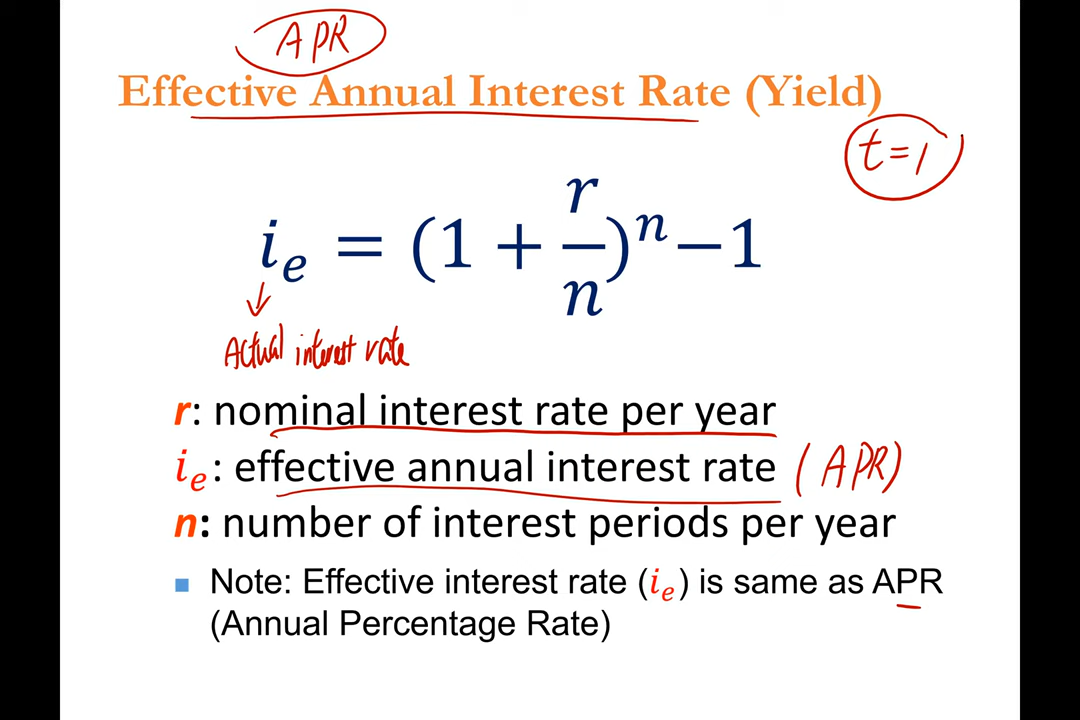 APR
Effective Annual Interest Rate (Yield)
t=1
i_e = (1 + r/n)^n − 1
Actual interest rate
r: nominal interest rate per year
i_e: effective annual interest rate (APR)
n: number of interest periods per year
Note: Effective interest rate (i_e) is same as APR
(Annual Percentage Rate)